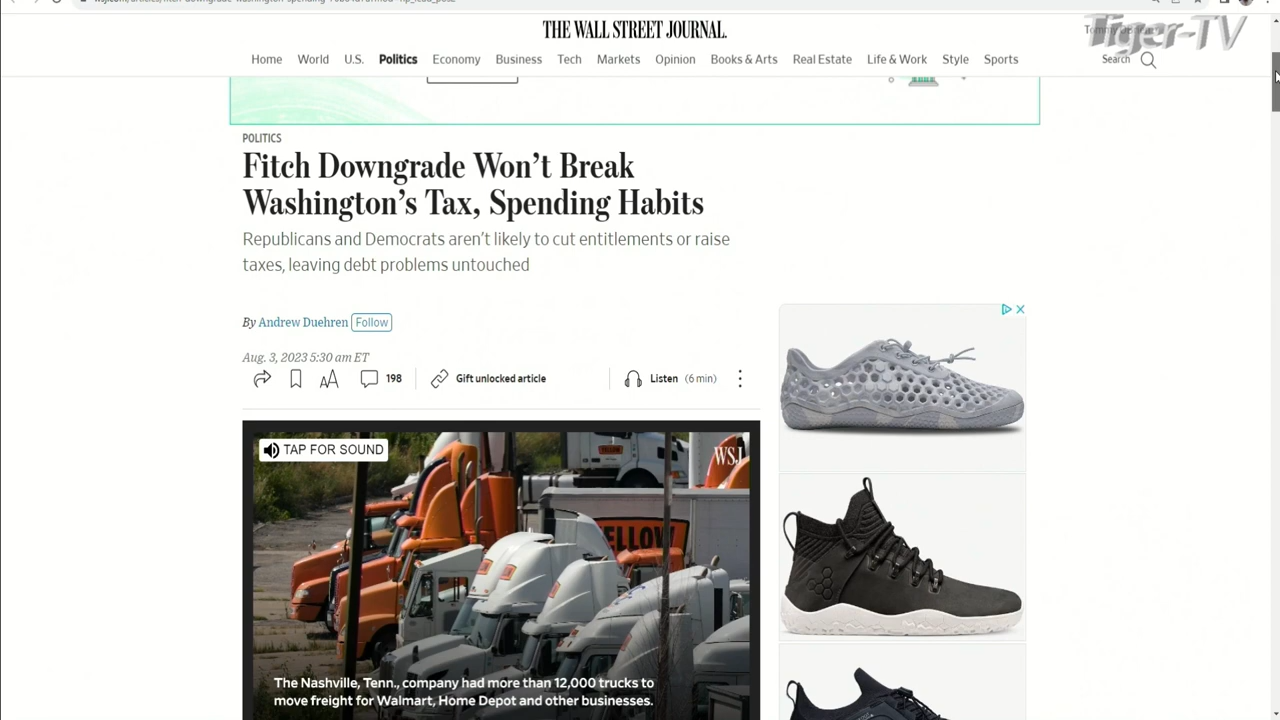 THE WALL STREET JOURNAL.
Tiger-TV
Home World U.S. Politics Economy Business Tech Markets Opinion Books & Arts Real Estate Life & Work Style Sports
Search
POLITICS
Fitch Downgrade Won't Break
Washington's Tax, Spending Habits
Republicans and Democrats aren't likely to cut entitlements or raise
taxes, leaving debt problems untouched
By Andrew Duehren Follow
Aug. 3, 2023 5:30 am ET
198 Gift unlocked article Listen (6 min)
TAP FOR SOUND
WSJ
YELLOW
The Nashville, Tenn., company had more than 12,000 trucks to
move freight for Walmart, Home Depot and other businesses.